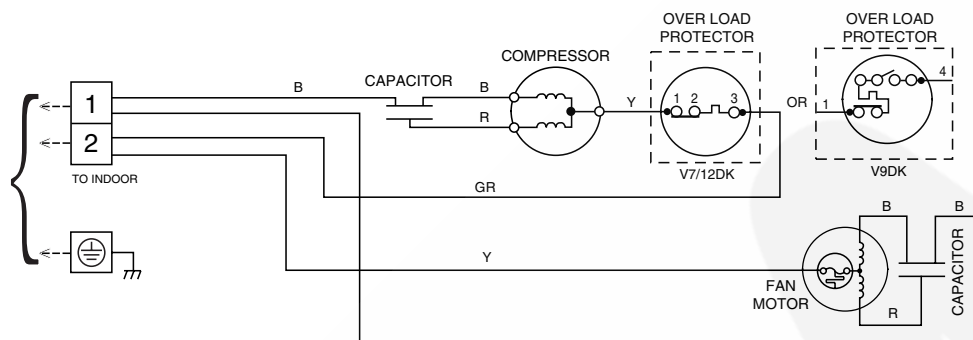 OVER LOAD
PROTECTOR
OVER LOAD
PROTECTOR
COMPRESSOR
CAPACITOR
B
B
R
Y
1 2 3
OR
1
4
1
2
TO INDOOR
V7/12DK
V9DK
GR
B
B
Y
FAN
MOTOR
R
CAPACITOR